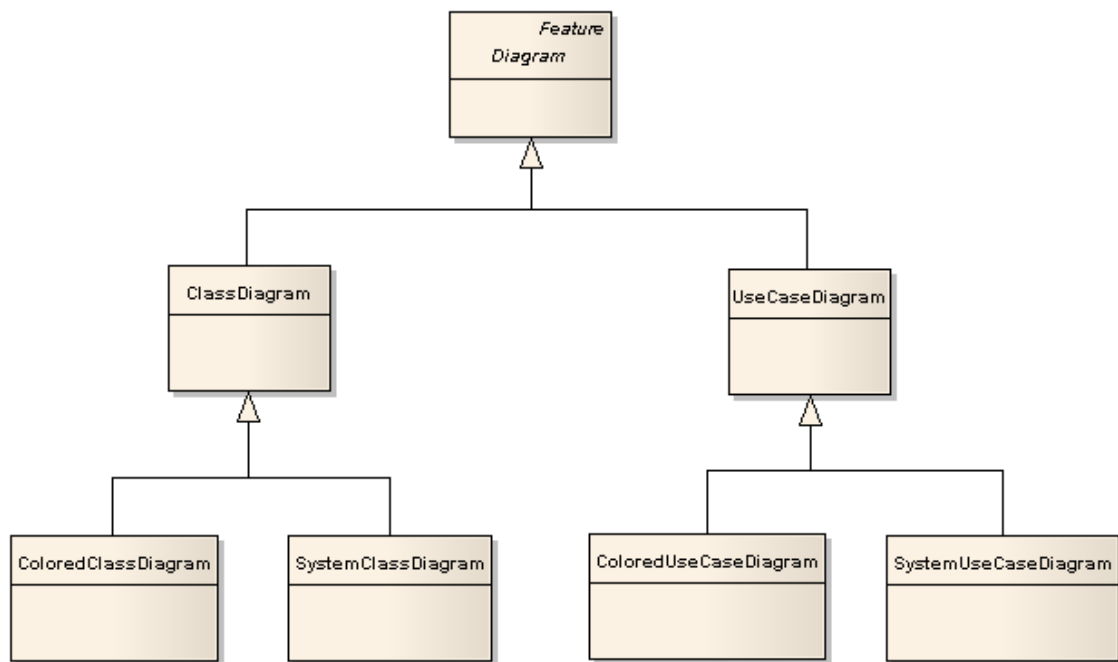 Feature
Diagram
ClassDiagram
UseCaseDiagram
ColoredClassDiagram
SystemClassDiagram
ColoredUseCaseDiagram
SystemUseCaseDiagram